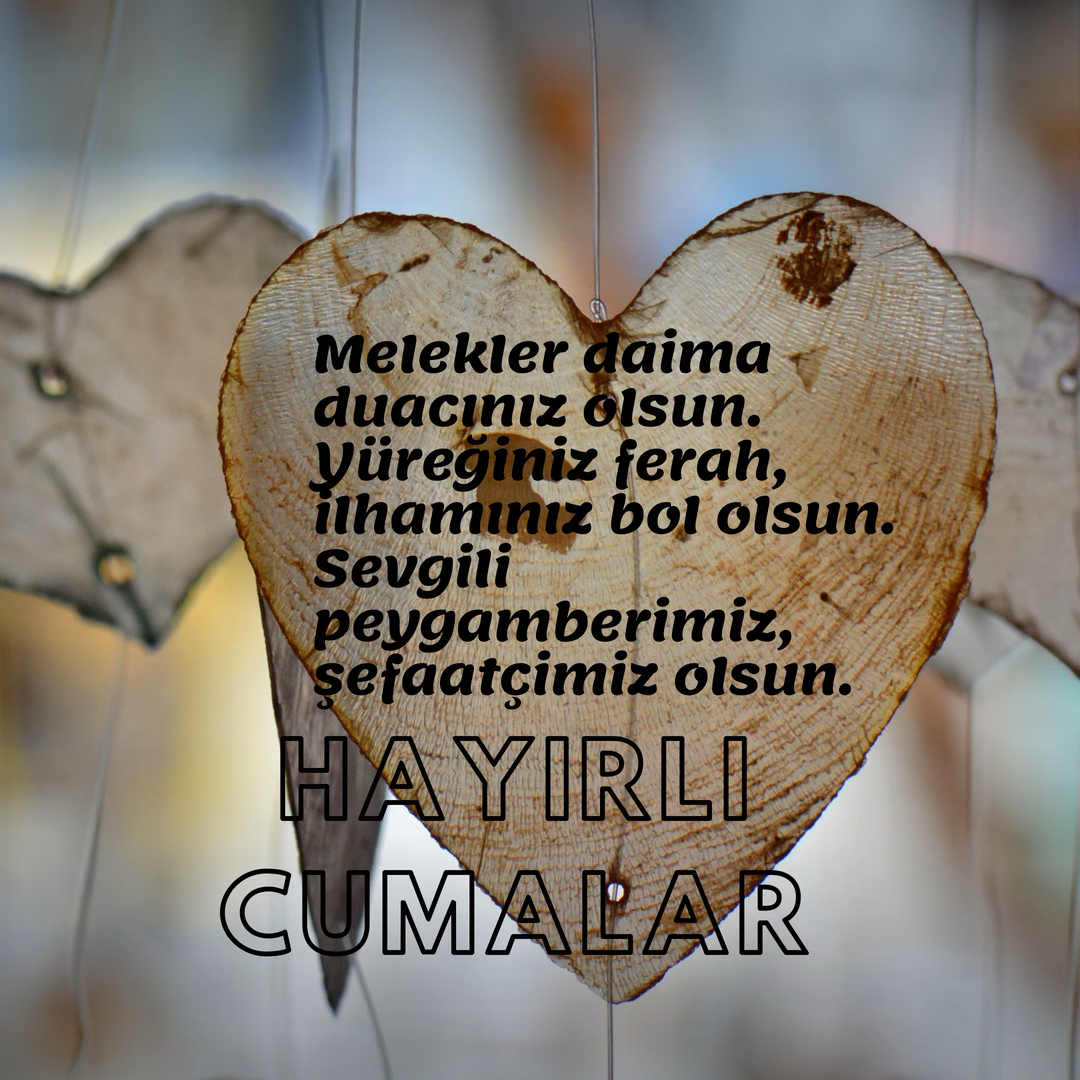 Melekler daima
duacınız olsun.
Yüreğiniz ferah,
ilhamınız bol olsun.
Sevgili
peygamberimiz,
şefaatçimiz olsun.
HAYIRLI
CUMALAR